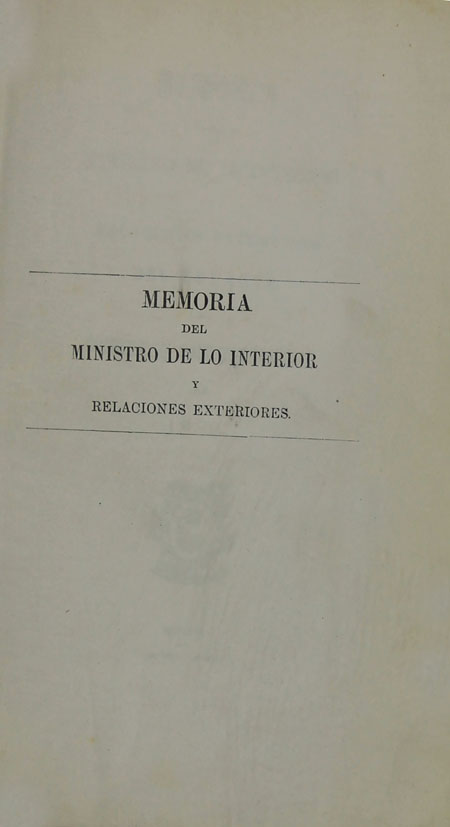 MEMORIA
DEL
MINISTRO DE LO INTERIOR
Y
RELACIONES EXTERIORES.